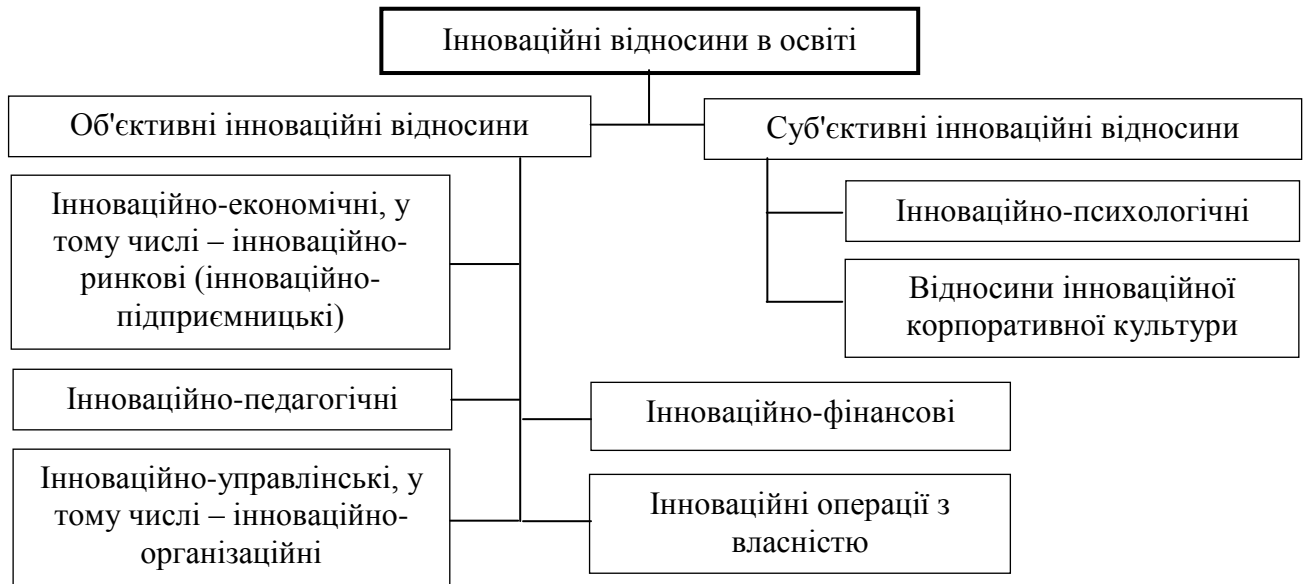 Інноваційні відносини в освіті
Об'єктивні інноваційні відносини
Суб'єктивні інноваційні відносини
Інноваційно-економічні, у
тому числі – інноваційно-
ринкові (інноваційно-
підприємницькі)
Інноваційно-педагогічні
Інноваційно-управлінські, у
тому числі – інноваційно-
організаційні
Інноваційно-фінансові
Інноваційні операції з
власністю
Інноваційно-психологічні
Відносини інноваційної
корпоративної культури